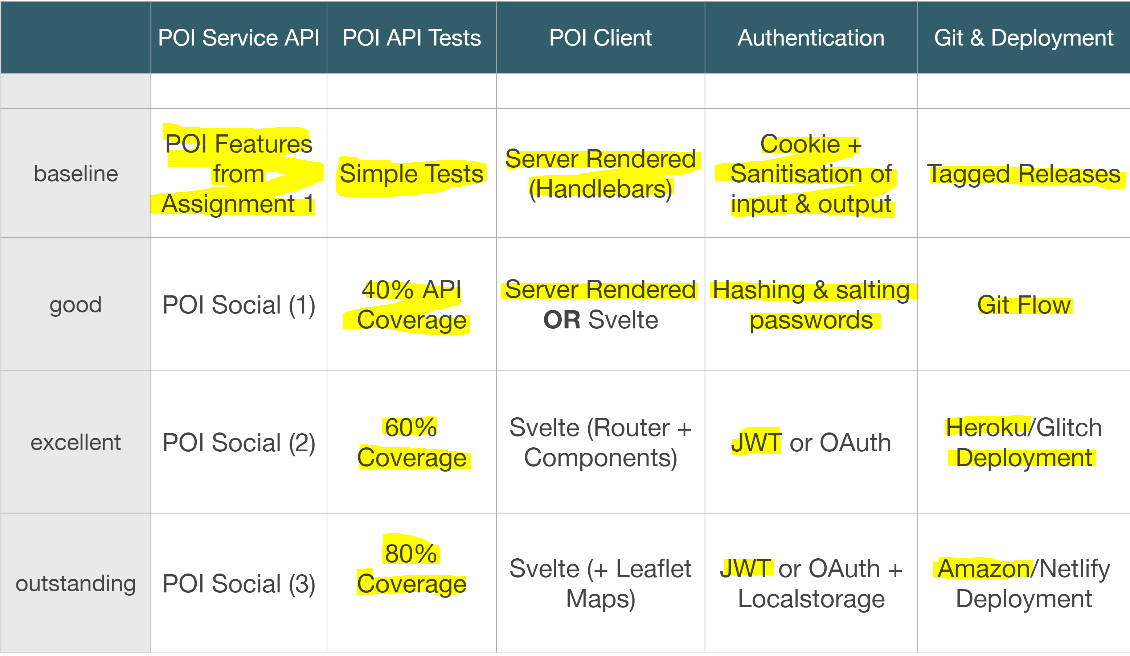 POI Service API
POI API Tests
POI Client
Authentication
Git & Deployment
baseline
POI Features
from
Assignment 1
Simple Tests
Server Rendered
(Handlebars)
Cookie +
Sanitisation of
input & output
Tagged Releases
good
POI Social (1)
40% API
Coverage
Server Rendered
OR Svelte
Hashing & salting
passwords
Git Flow
excellent
POI Social (2)
60%
Coverage
Svelte (Router +
Components)
JWT or OAuth
Heroku/Glitch
Deployment
outstanding
POI Social (3)
80%
Coverage
Svelte (+ Leaflet
Maps)
JWT or OAuth +
Localstorage
Amazon/Netlify
Deployment